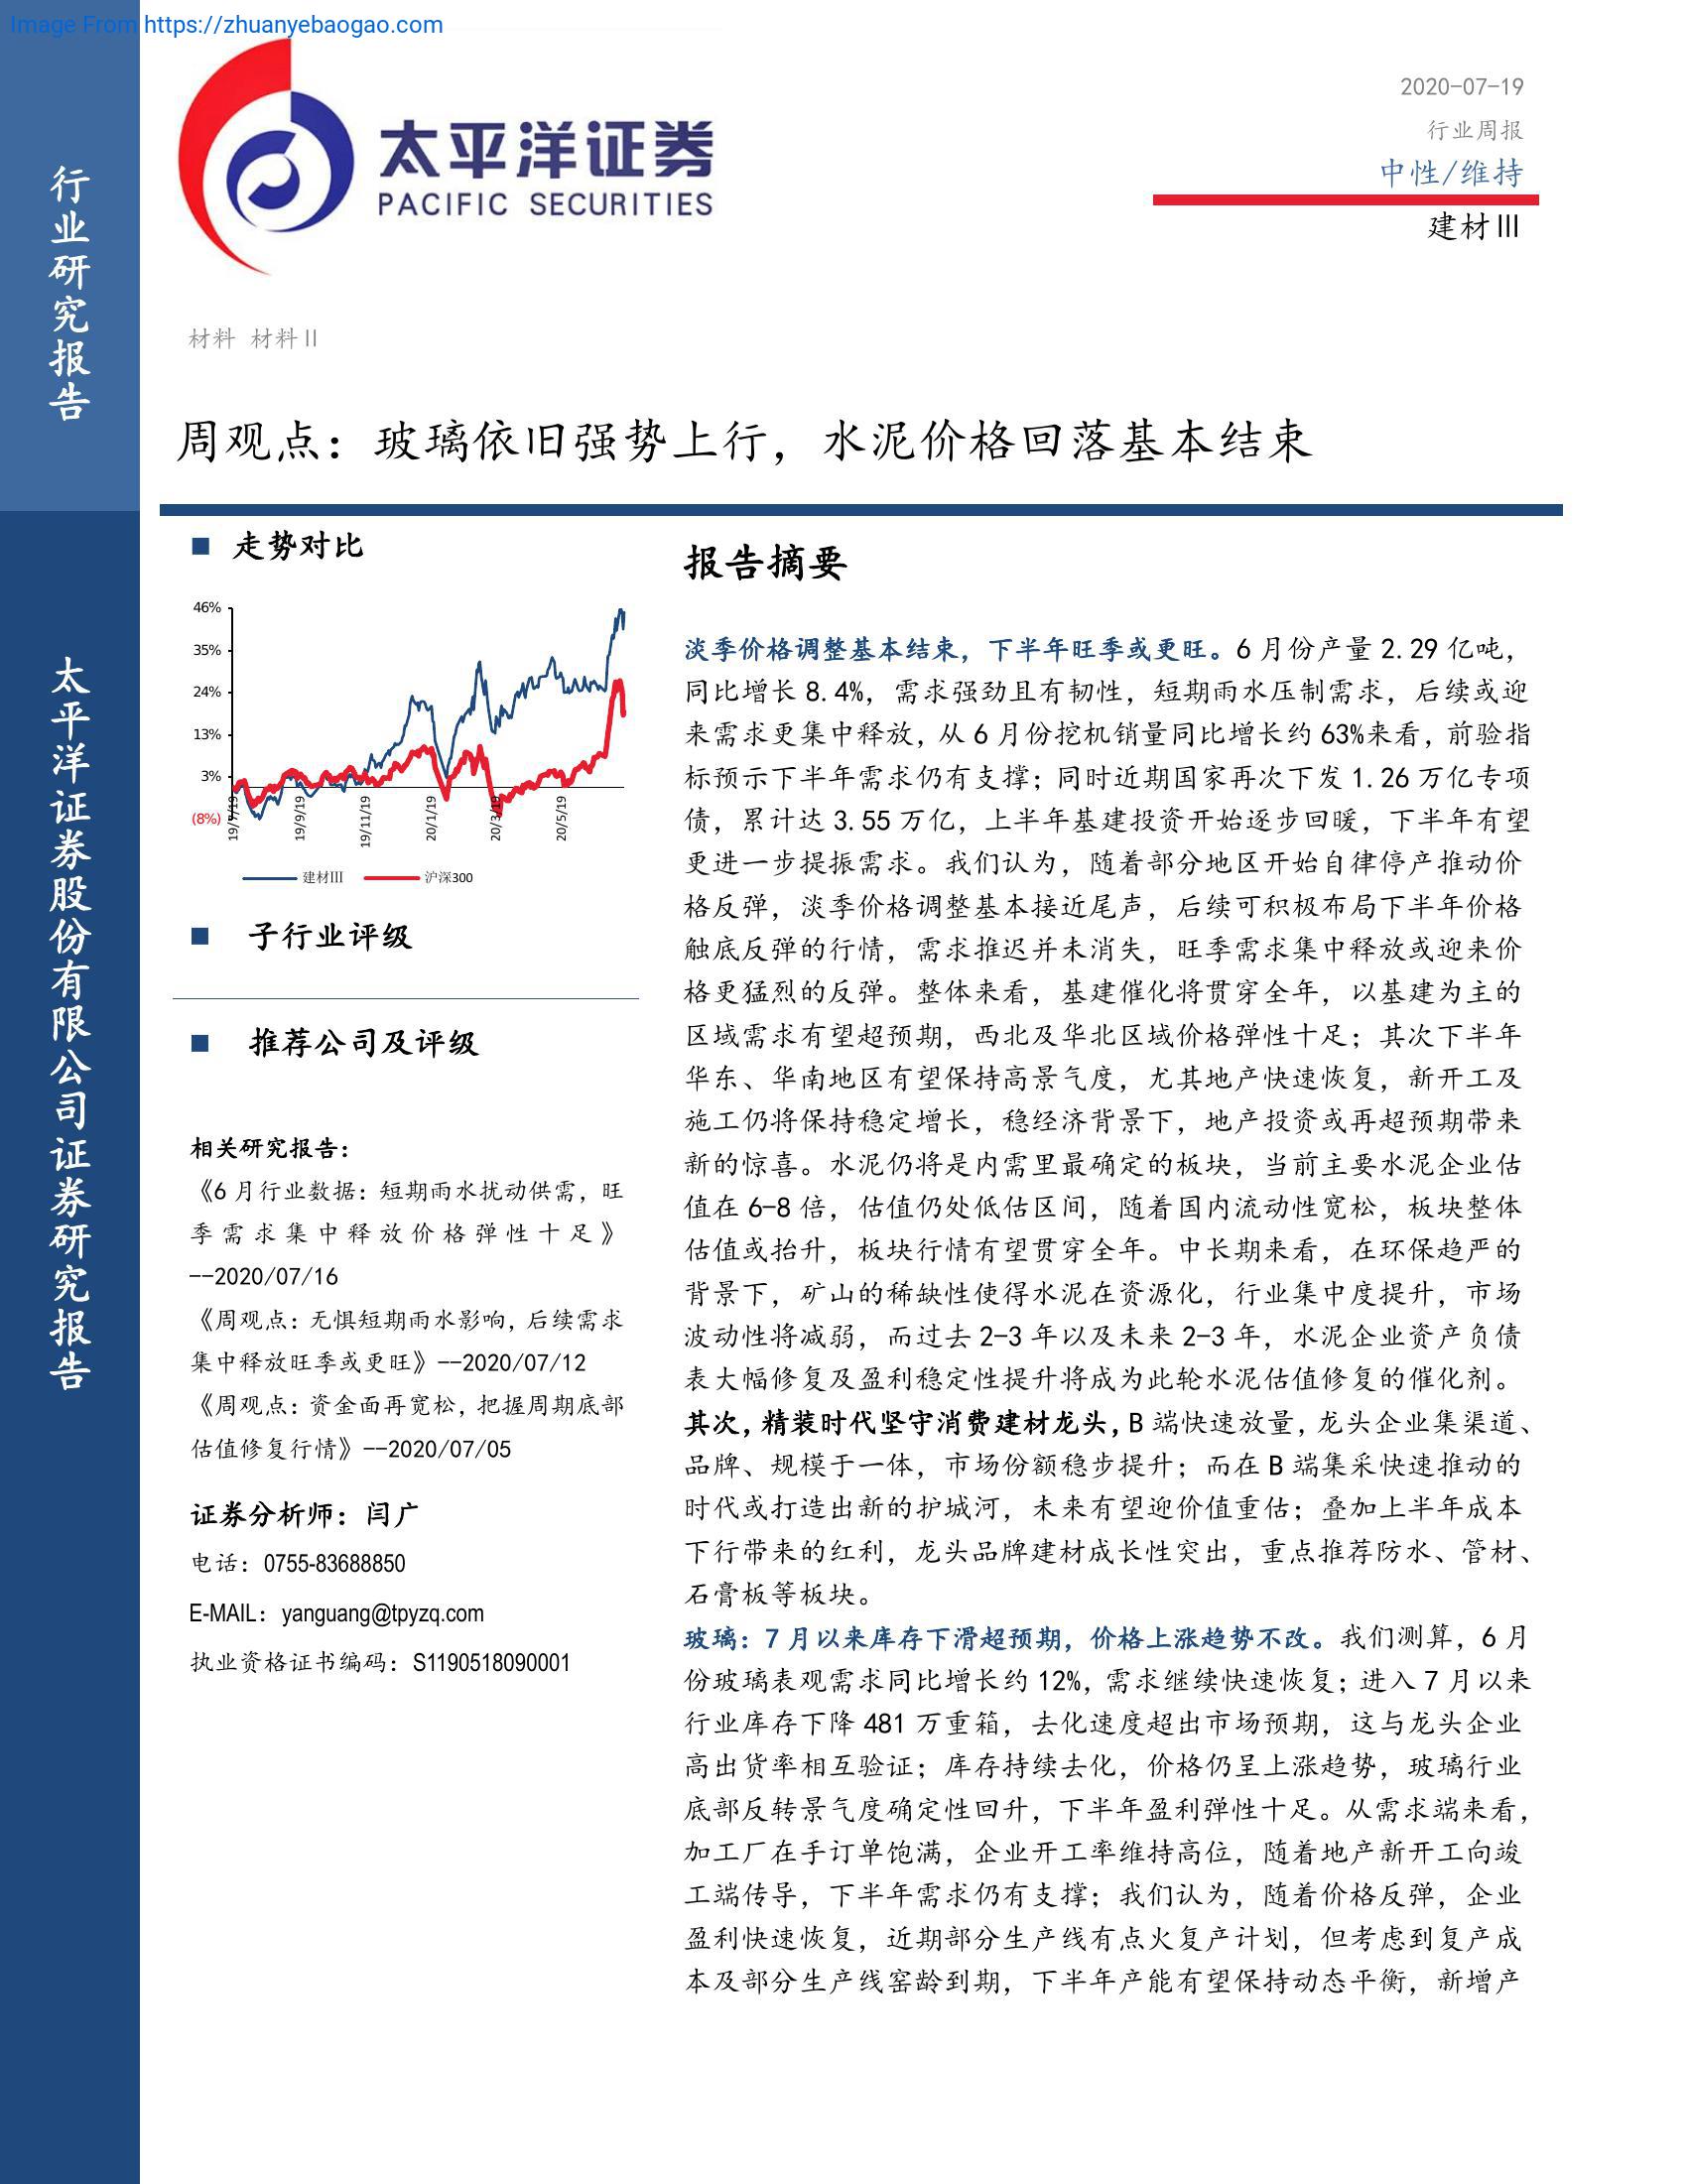 Image From https://zhuanyebaogao.com
行业研究报告
太平洋证券股份有限公司证券研究报告
太平洋证券
PACIFIC SECURITIES
2020-07-19
行业周报
中性/维持
建材III
材料 材料II
周观点：玻璃依旧强势上行，水泥价格回落基本结束
■ 走势对比
46%
35%
24%
13%
3%
(8%)
19/7/19
19/9/19
19/11/19
20/1/19
20/3/19
20/5/19
建材III 沪深300
■ 子行业评级
■ 推荐公司及评级
相关研究报告：
《6 月行业数据：短期雨水扰动供需，旺
季需求集中释放价格弹性十足》
--2020/07/16
《周观点：无惧短期雨水影响，后续需求
集中释放旺季或更旺》--2020/07/12
《周观点：资金面再宽松，把握周期底部
估值修复行情》--2020/07/05
证券分析师：闫广
电话：0755-83688850
E-MAIL：yanguang@tpyzq.com
执业资格证书编码：S1190518090001
报告摘要
淡季价格调整基本结束，下半年旺季或更旺。6 月份产量 2.29 亿吨，
同比增长 8.4%，需求强劲且有韧性，短期雨水压制需求，后续或迎
来需求更集中释放，从 6 月份挖机销量同比增长约 63%来看，前验指
标预示下半年需求仍有支撑；同时近期国家再次下发 1.26 万亿专项
债，累计达 3.55 万亿，上半年基建投资开始逐步回暖，下半年有望
更进一步提振需求。我们认为，随着部分地区开始自律停产推动价
格反弹，淡季价格调整基本接近尾声，后续可积极布局下半年价格
触底反弹的行情，需求推迟并未消失，旺季需求集中释放或迎来价
格更猛烈的反弹。整体来看，基建催化将贯穿全年，以基建为主的
区域需求有望超预期，西北及华北区域价格弹性十足；其次下半年
华东、华南地区有望保持高景气度，尤其地产快速恢复，新开工及
施工仍将保持稳定增长，稳经济背景下，地产投资或再超预期带来
新的惊喜。水泥仍将是内需里最确定的板块，当前主要水泥企业估
值在 6-8 倍，估值仍处低估区间，随着国内流动性宽松，板块整体
估值或抬升，板块行情有望贯穿全年。中长期来看，在环保趋严的
背景下，矿山的稀缺性使得水泥在资源化，行业集中度提升，市场
波动性将减弱，而过去 2-3 年以及未来 2-3 年，水泥企业资产负债
表大幅修复及盈利稳定性提升将成为此轮水泥估值修复的催化剂。
其次，精装时代坚守消费建材龙头，B 端快速放量，龙头企业集渠道、
品牌、规模于一体，市场份额稳步提升；而在 B 端集采快速推动的
时代或打造出新的护城河，未来有望迎价值重估；叠加上半年成本
下行带来的红利，龙头品牌建材成长性突出，重点推荐防水、管材、
石膏板等板块。
玻璃：7 月以来库存下滑超预期，价格上涨趋势不改。我们测算，6 月
份玻璃表观需求同比增长约 12%，需求继续快速恢复；进入 7 月以来
行业库存下降 481 万重箱，去化速度超出市场预期，这与龙头企业
高出货率相互验证；库存持续去化，价格仍呈上涨趋势，玻璃行业
底部反转景气度确定性回升，下半年盈利弹性十足。从需求端来看，
加工厂在手订单饱满，企业开工率维持高位，随着地产新开工向竣
工端传导，下半年需求仍有支撑；我们认为，随着价格反弹，企业
盈利快速恢复，近期部分生产线有点火复产计划，但考虑到复产成
本及部分生产线窑龄到期，下半年产能有望保持动态平衡，新增产